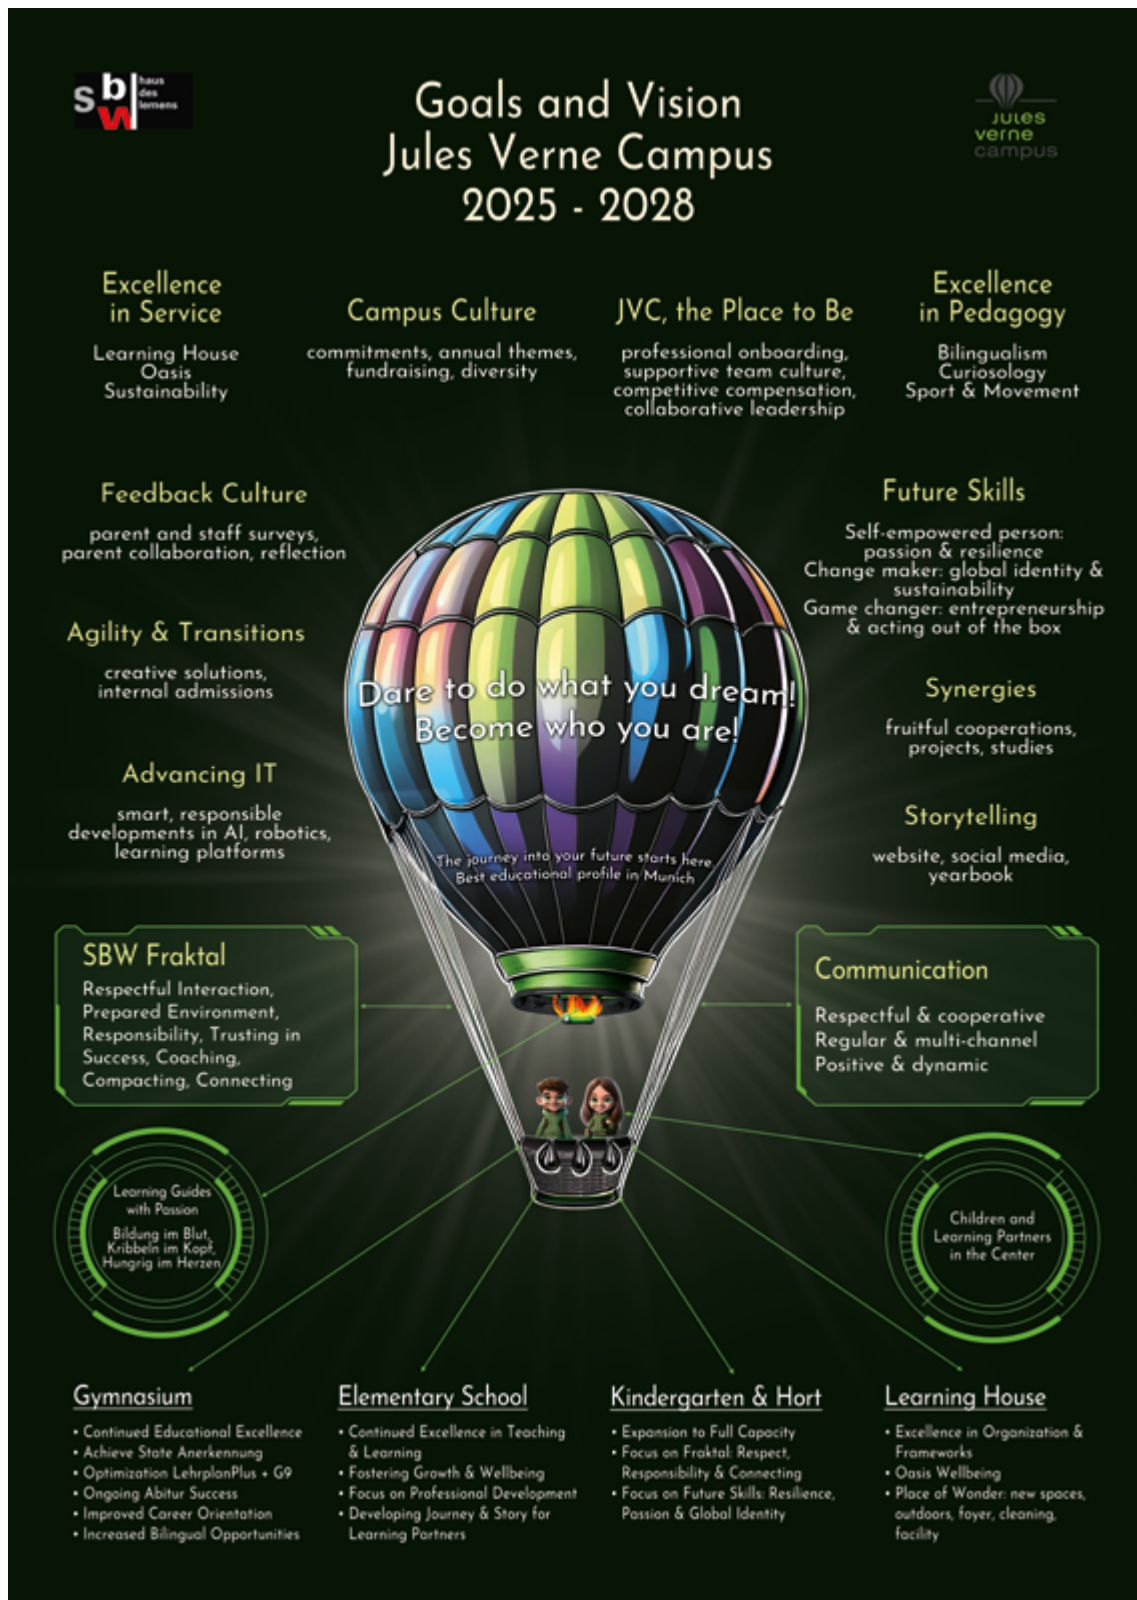 sbw haus
des
lernens
Goals and Vision
Jules Verne Campus
2025 - 2028
jules
verne
campus
Excellence
in Service
Learning House
Oasis
Sustainability
Campus Culture
commitments, annual themes,
fundraising, diversity
JVC, the Place to Be
professional onboarding,
supportive team culture,
competitive compensation,
collaborative leadership
Excellence
in Pedagogy
Bilingualism
Curiosology
Sport & Movement
Feedback Culture
parent and staff surveys,
parent collaboration, reflection
Agility & Transitions
creative solutions,
internal admissions
Advancing IT
smart, responsible
developments in AI, robotics,
learning platforms
Future Skills
Self-empowered person:
passion & resilience
Change maker: global identity &
sustainability
Game changer: entrepreneurship
& acting out of the box
Synergies
fruitful cooperations,
projects, studies
Storytelling
website, social media,
yearbook
Dare to do what you dream!
Become who you are!
The journey into your future starts here.
Best educational profile in Munich
SBW Fraktal
Respectful Interaction,
Prepared Environment,
Responsibility, Trusting in
Success, Coaching,
Compacting, Connecting
Communication
Respectful & cooperative
Regular & multi-channel
Positive & dynamic
Learning Guides
with Passion
Bildung im Blut,
Kribbeln im Kopf,
Hungrig im Herzen
Children and
Learning Partners
in the Center
Gymnasium
• Continued Educational Excellence
• Achieve State Anerkennung
• Optimization LehrplanPlus + G9
• Ongoing Abitur Success
• Improved Career Orientation
• Increased Bilingual Opportunities
Elementary School
• Continued Excellence in Teaching
& Learning
• Fostering Growth & Wellbeing
• Focus on Professional Development
• Developing Journey & Story for
Learning Partners
Kindergarten & Hort
• Expansion to Full Capacity
• Focus on Fraktal: Respect,
Responsibility & Connecting
• Focus on Future Skills: Resilience,
Passion & Global Identity
Learning House
• Excellence in Organization &
Frameworks
• Oasis Wellbeing
• Place of Wonder: new spaces,
outdoors, foyer, cleaning,
facility